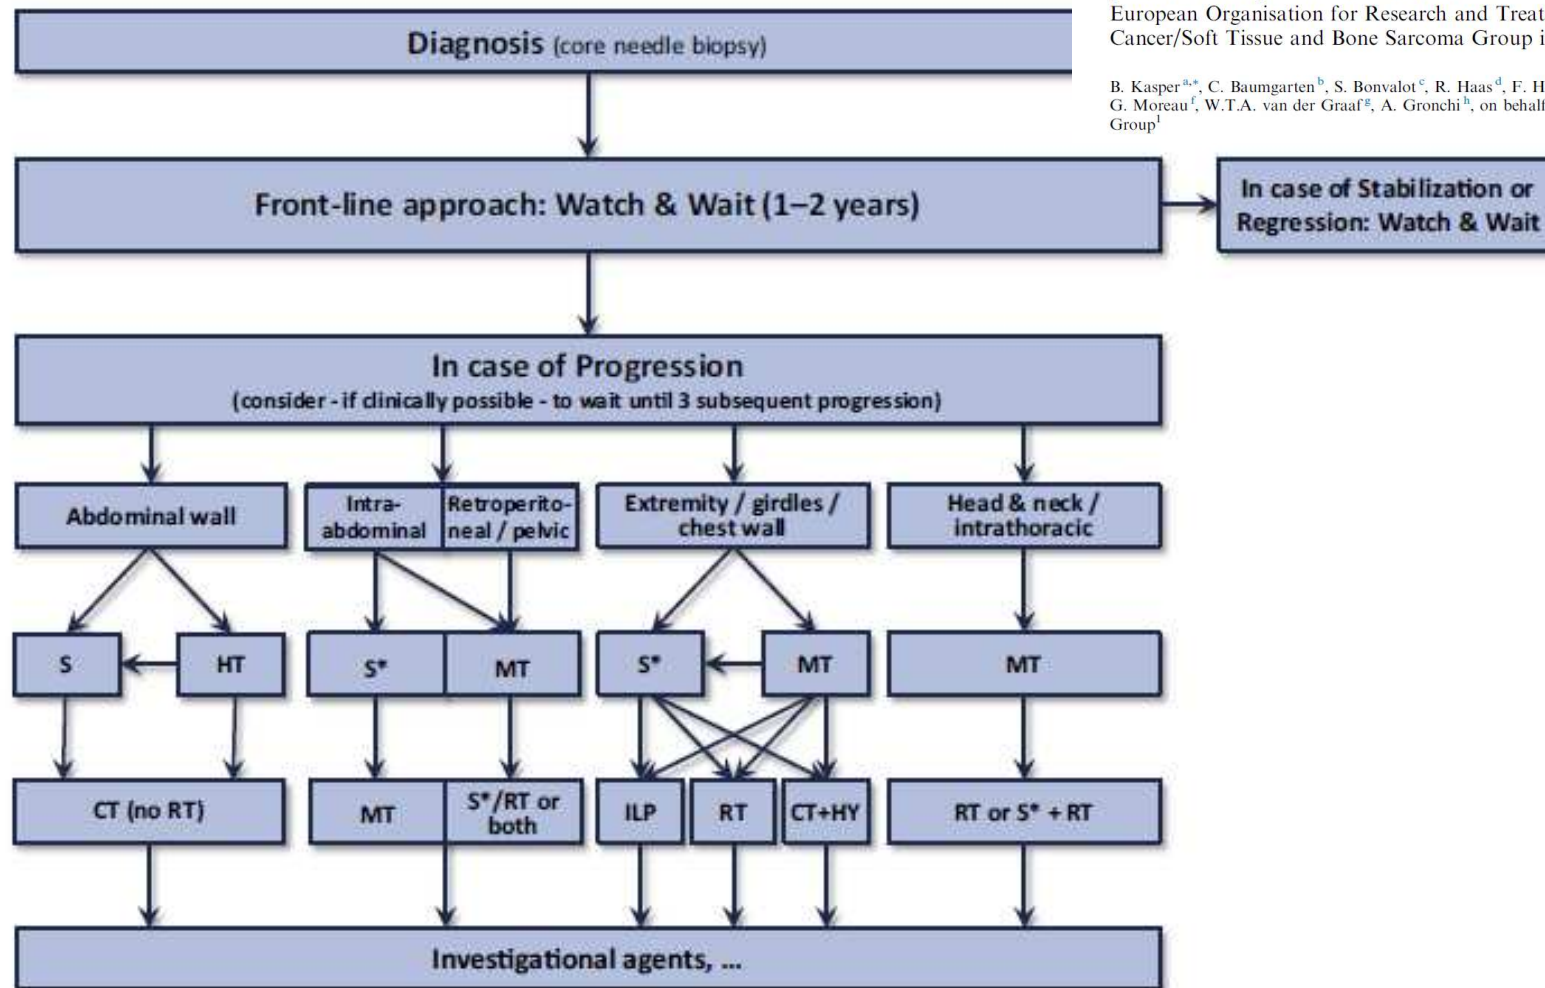 Diagnosis (core needle biopsy)
European Organisation for Research and Treat
Cancer/Soft Tissue and Bone Sarcoma Group i
B. Kasper a,*, C. Baumgarten b, S. Bonvalot c, R. Haas d, F. H
G. Moreau f, W.T.A. van der Graaf g, A. Gronchi h, on behalf
Group1
Front-line approach: Watch & Wait (1–2 years)
In case of Stabilization or
Regression: Watch & Wait
In case of Progression
(consider - if clinically possible - to wait until 3 subsequent progression)
Abdominal wall
Intra-
abdominal
Retroperito-
neal / pelvic
Extremity / girdles /
chest wall
Head & neck /
intrathoracic
S
HT
S*
MT
S*
MT
MT
CT (no RT)
MT
S*/RT or
both
ILP
RT
CT+HY
RT or S* + RT
Investigational agents, ...